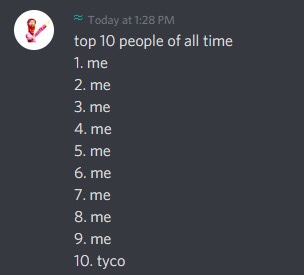 ≈ Today at 1:28 PM
top 10 people of all time
1. me
2. me
3. me
4. me
5. me
6. me
7. me
8. me
9. me
10. tyco